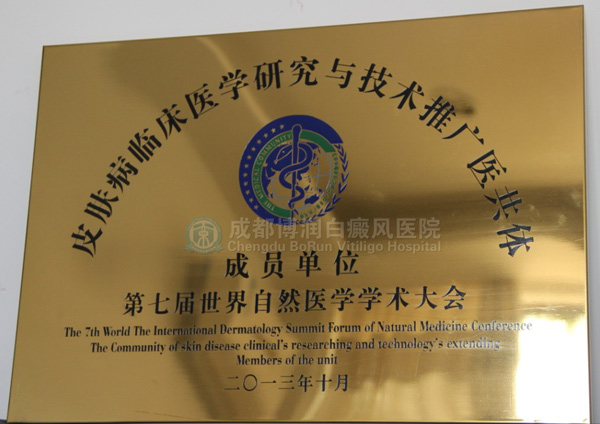 皮肤病临床医学研究与技术推广医共体
THE MEDICAL COMMUNITY
成都博润白癜风医院
Chengdu BoRun Vitiligo Hospital
成员单位
第七届世界自然医学学术大会
The 7th World The International Dermatology Summit Forum of Natural Medicine Conference
The Community of skin disease clinical's researching and technology's extending
Members of the unit
二〇一三年十月